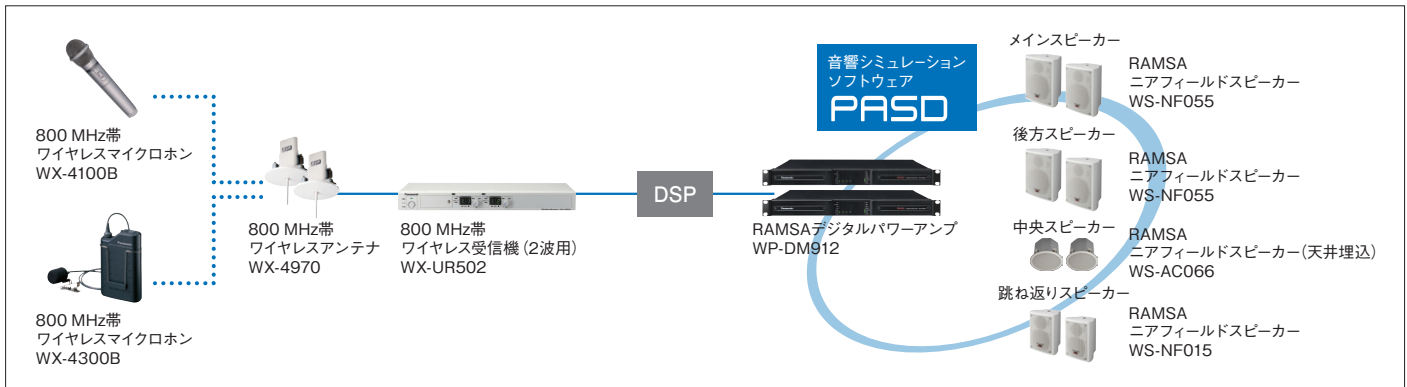 800 MHz帯
ワイヤレスマイクロホン
WX-4100B
800 MHz帯
ワイヤレスマイクロホン
WX-4300B
800 MHz帯
ワイヤレスアンテナ
WX-4970
800 MHz帯
ワイヤレス受信機（2波用）
WX-UR502
DSP
RAMSAデジタルパワーアンプ
WP-DM912
音響シミュレーション
ソフトウェア
PASD
メインスピーカー
RAMSA
ニアフィールドスピーカー
WS-NF055
後方スピーカー
RAMSA
ニアフィールドスピーカー
WS-NF055
中央スピーカー
RAMSA
ニアフィールドスピーカー（天井埋込）
WS-AC066
跳ね返りスピーカー
RAMSA
ニアフィールドスピーカー
WS-NF015